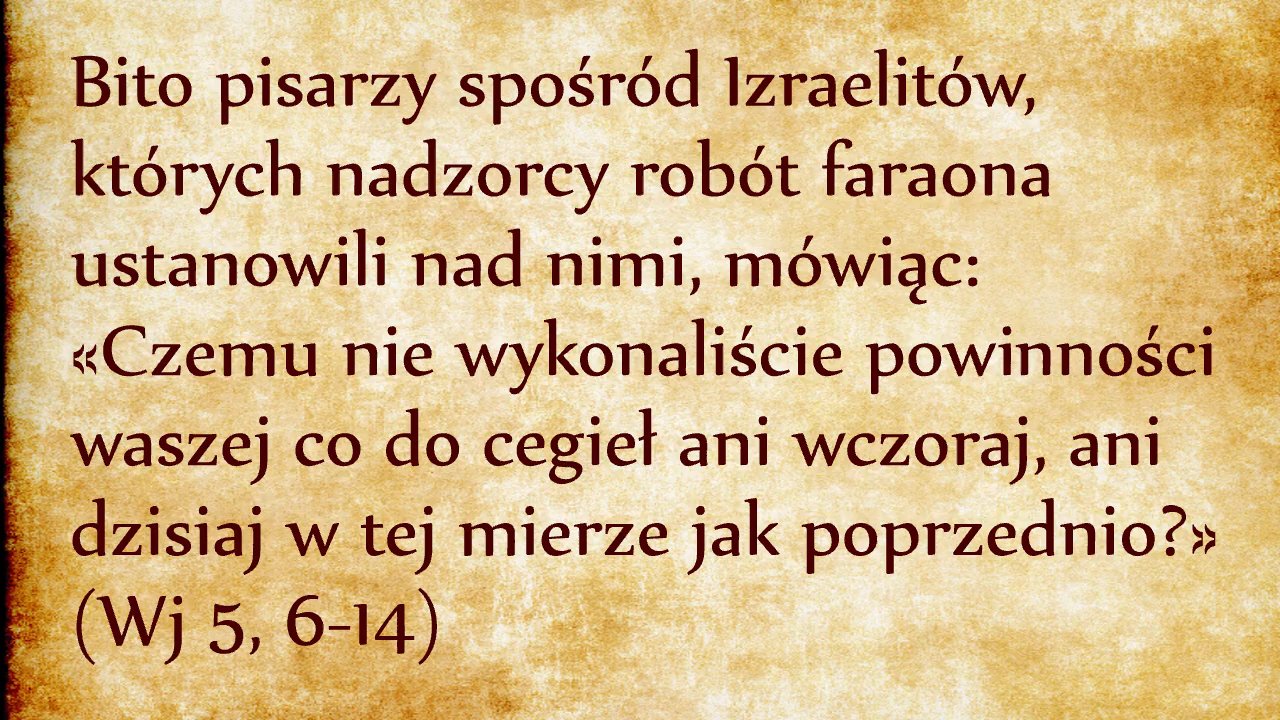 Bito pisarzy spośród Izraelitów,
których nadzorcy robót faraona
ustanowili nad nimi, mówiąc:
«Czemu nie wykonaliście powinności
waszej co do cegieł ani wczoraj, ani
dzisiaj w tej mierze jak poprzednio?»
(Wj 5, 6-14)